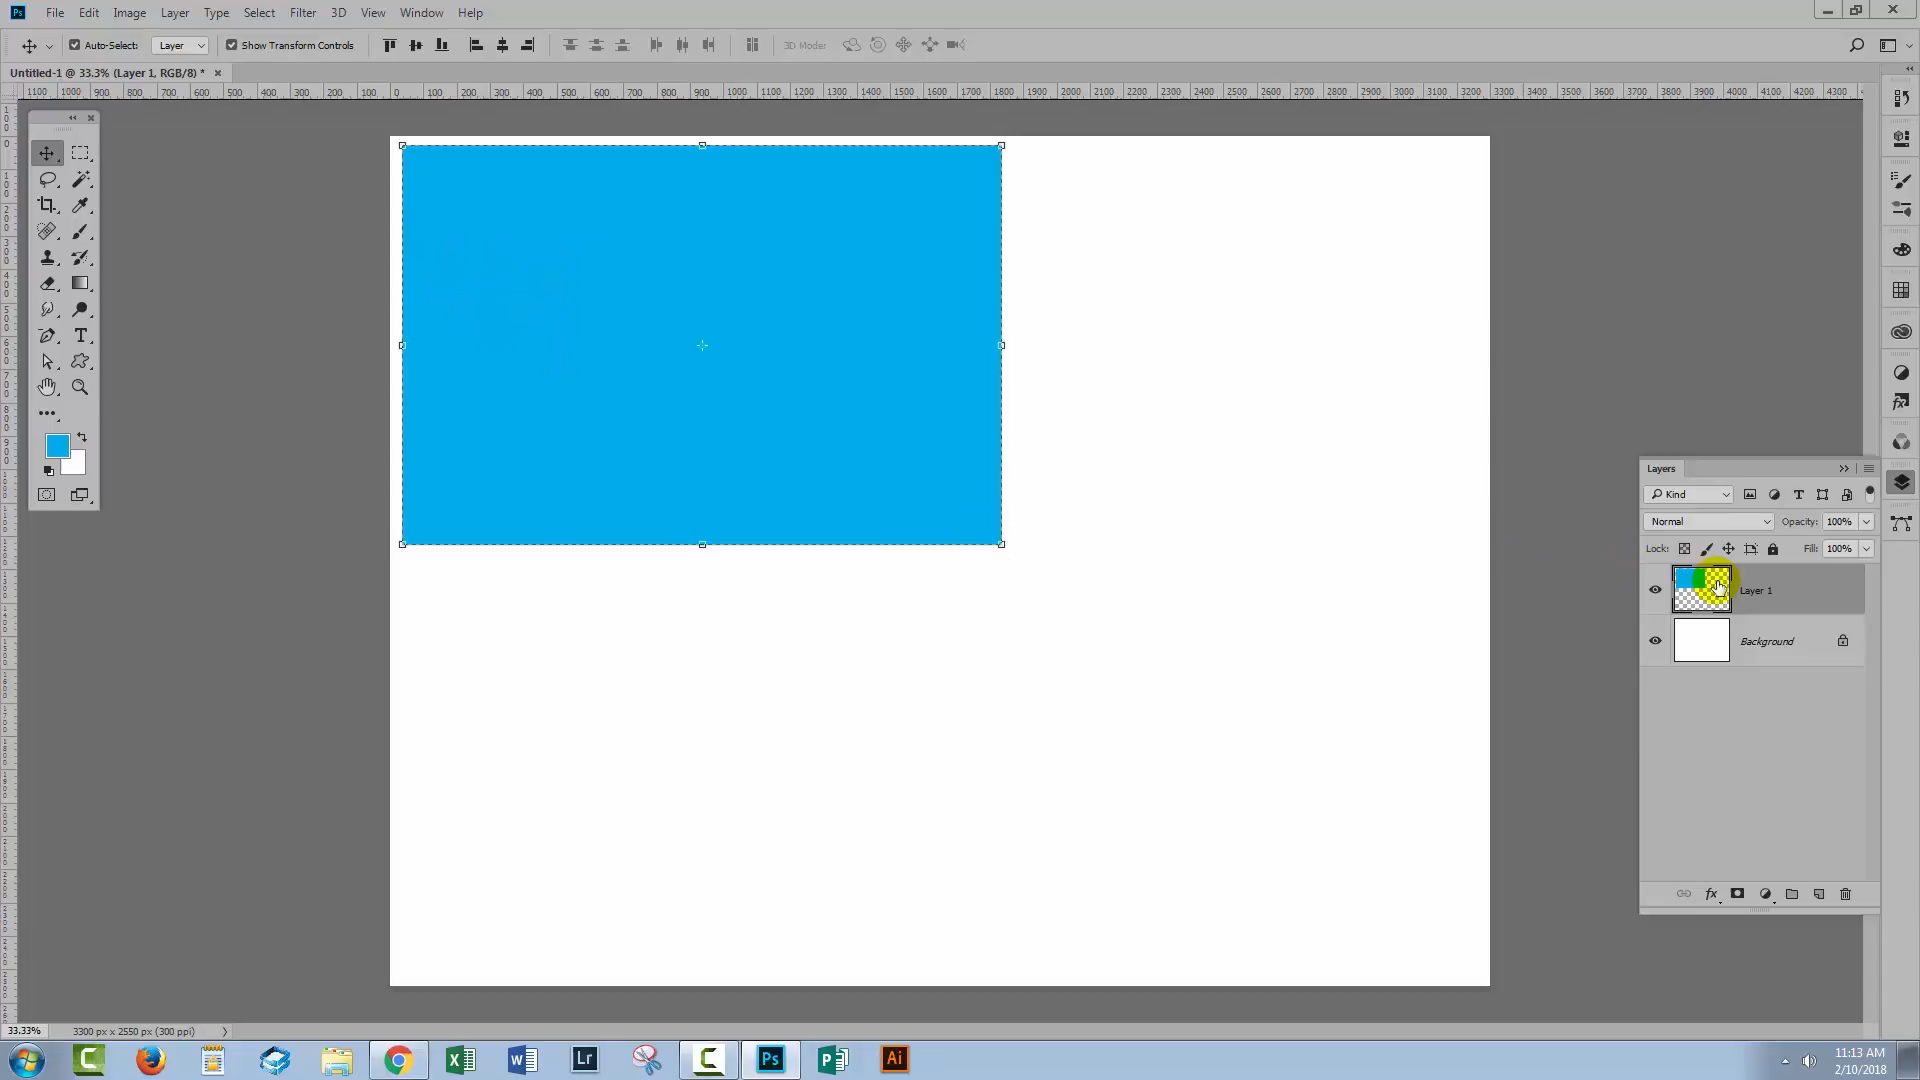 Ps File Edit Image Layer Type Select Filter 3D View Window Help
Auto-Select: Layer Show Transform Controls 3D Mode:
Untitled-1 @ 33.3% (Layer 1, RGB/8) *
1100 1000 900 800 700 600 500 400 300 200 100 0 100 200 300 400 500 600 700 800 900 1000 1100 1200 1300 1400 1500 1600 1700 1800 1900 2000 2100 2200 2300 2400 2500 2600 2700 2800 2900 3000 3100 3200 3300 3400 3500 3600 3700 3800 3900 4000 4100 4200 4300
T
Layers
Kind T
Normal Opacity: 100%
Lock: Fill: 100%
Layer 1
Background
fx
33.33% 3300 px x 2550 px (300 ppi)
C X W Lr C Ps P Ai
11:13 AM
2/10/2018